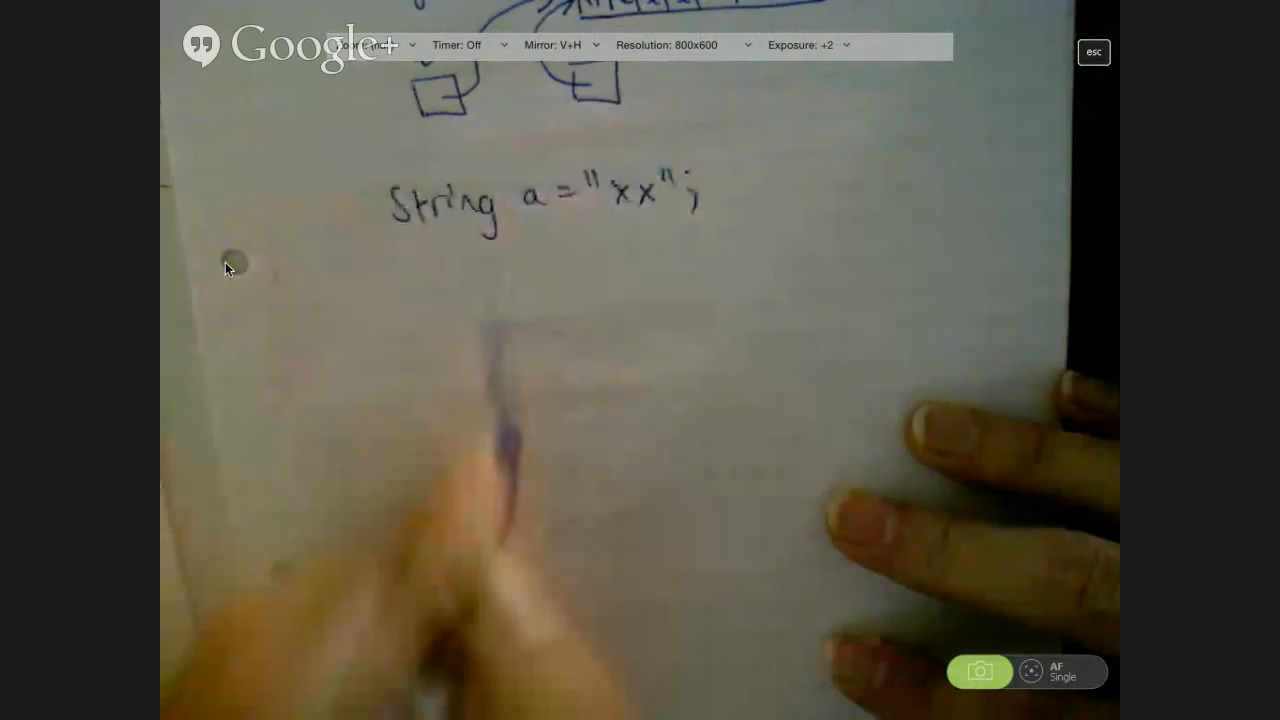 Google+
Timer: Off Mirror: V+H Resolution: 800x600 Exposure: +2
esc
String a = "xx";
AF
Single